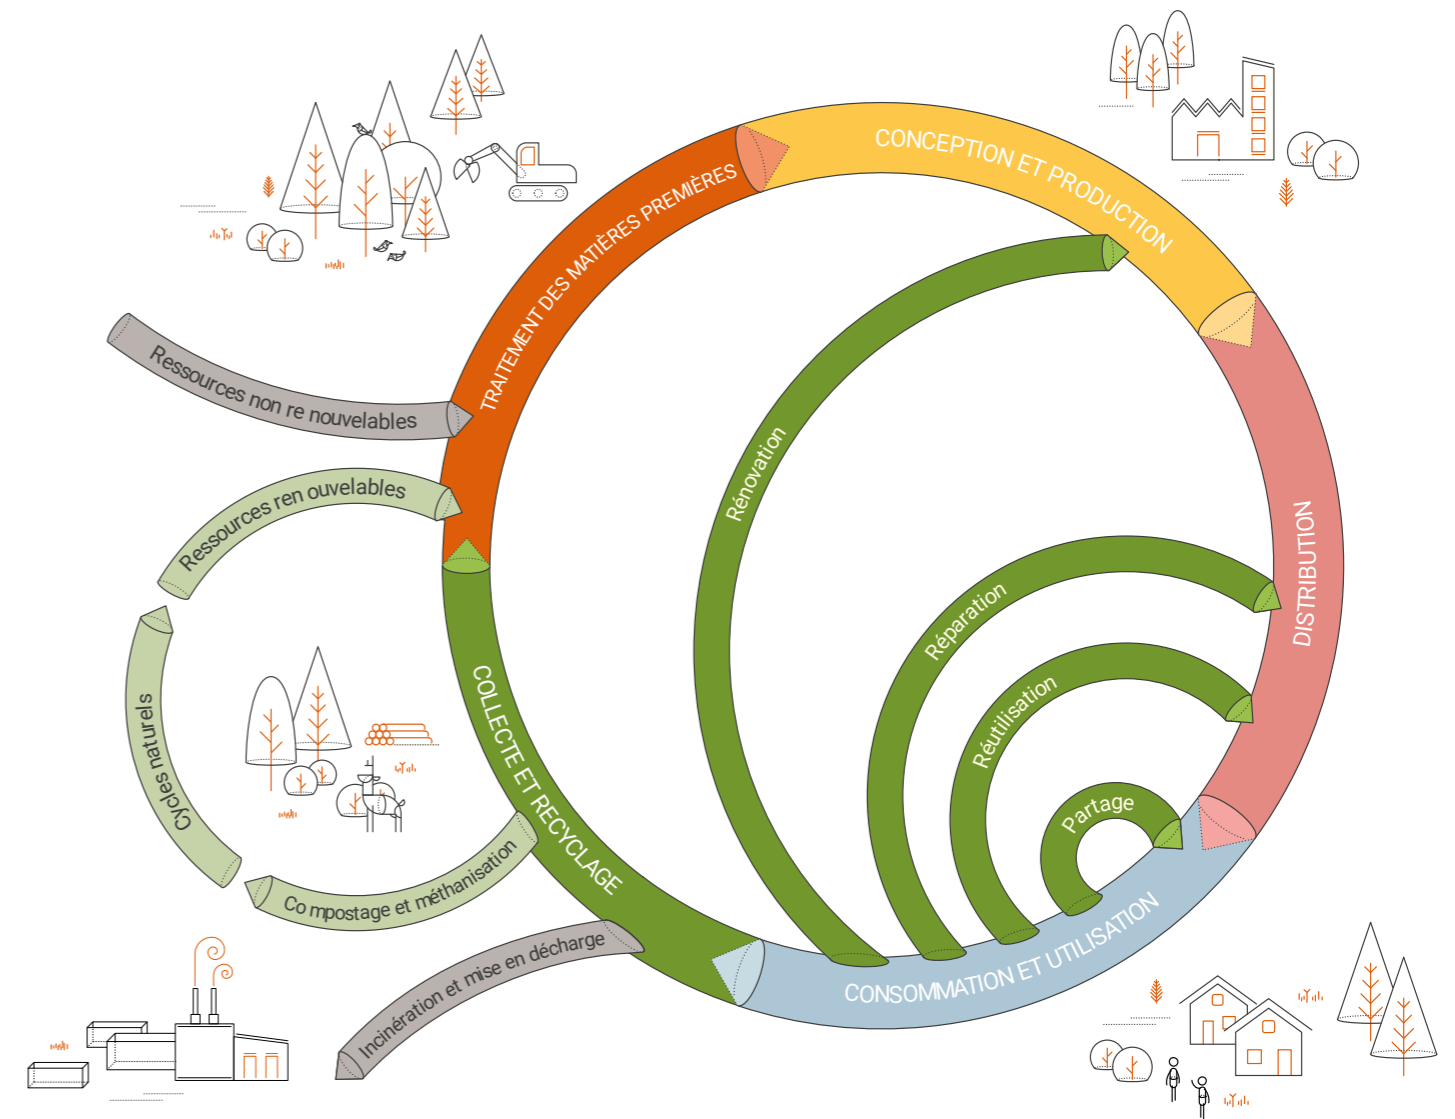 CONCEPTION ET PRODUCTION
TRAITEMENT DES MATIÈRES PREMIÈRES
Ressources non re nouvelables
Rénovation
Ressources ren ouvelables
DISTRIBUTION
Réparation
Réutilisation
COLLECTE ET RECYCLAGE
Cycles naturels
Partage
Co mpostage et méthanisation
CONSOMMATION ET UTILISATION
Incinération et mise en décharge